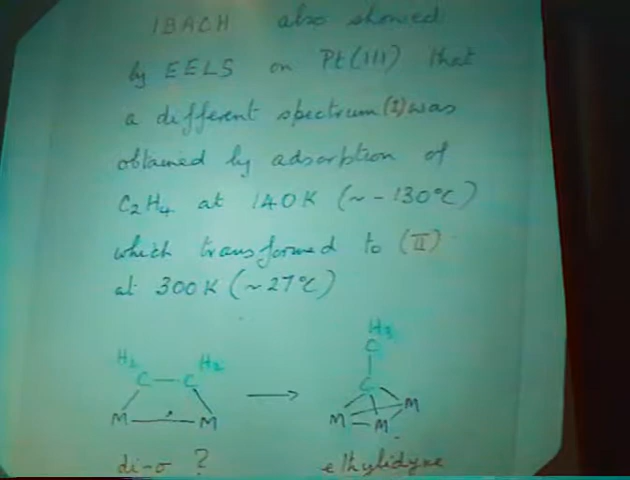 IBACH also showed
by EELS on Pt(111) that
a different spectrum (I) was
obtained by adsorption of
C₂H₄ at 140K (~-130°C)
which transformed to (II)
at 300K (~27°C)
H₂ H₂ H₃
C — C → C
C
M — M M — M M
di-σ ? ethylidyne